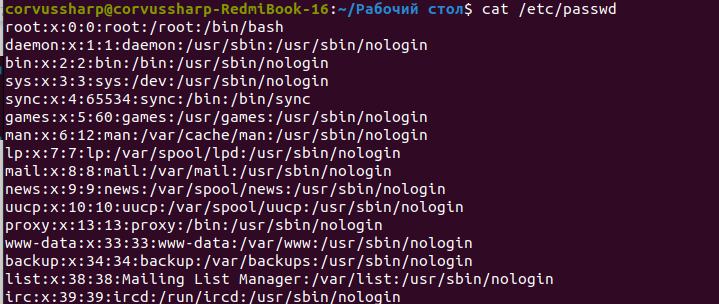 corvussharp@corvussharp-RedmiBook-16:~/Рабочий стол$ cat /etc/passwd
root:x:0:0:root:/root:/bin/bash
daemon:x:1:1:daemon:/usr/sbin:/usr/sbin/nologin
bin:x:2:2:bin:/bin:/usr/sbin/nologin
sys:x:3:3:sys:/dev:/usr/sbin/nologin
sync:x:4:65534:sync:/bin:/bin/sync
games:x:5:60:games:/usr/games:/usr/sbin/nologin
man:x:6:12:man:/var/cache/man:/usr/sbin/nologin
lp:x:7:7:lp:/var/spool/lpd:/usr/sbin/nologin
mail:x:8:8:mail:/var/mail:/usr/sbin/nologin
news:x:9:9:news:/var/spool/news:/usr/sbin/nologin
uucp:x:10:10:uucp:/var/spool/uucp:/usr/sbin/nologin
proxy:x:13:13:proxy:/bin:/usr/sbin/nologin
www-data:x:33:33:www-data:/var/www:/usr/sbin/nologin
backup:x:34:34:backup:/var/backups:/usr/sbin/nologin
list:x:38:38:Mailing List Manager:/var/list:/usr/sbin/nologin
irc:x:39:39:ircd:/run/ircd:/usr/sbin/nologin